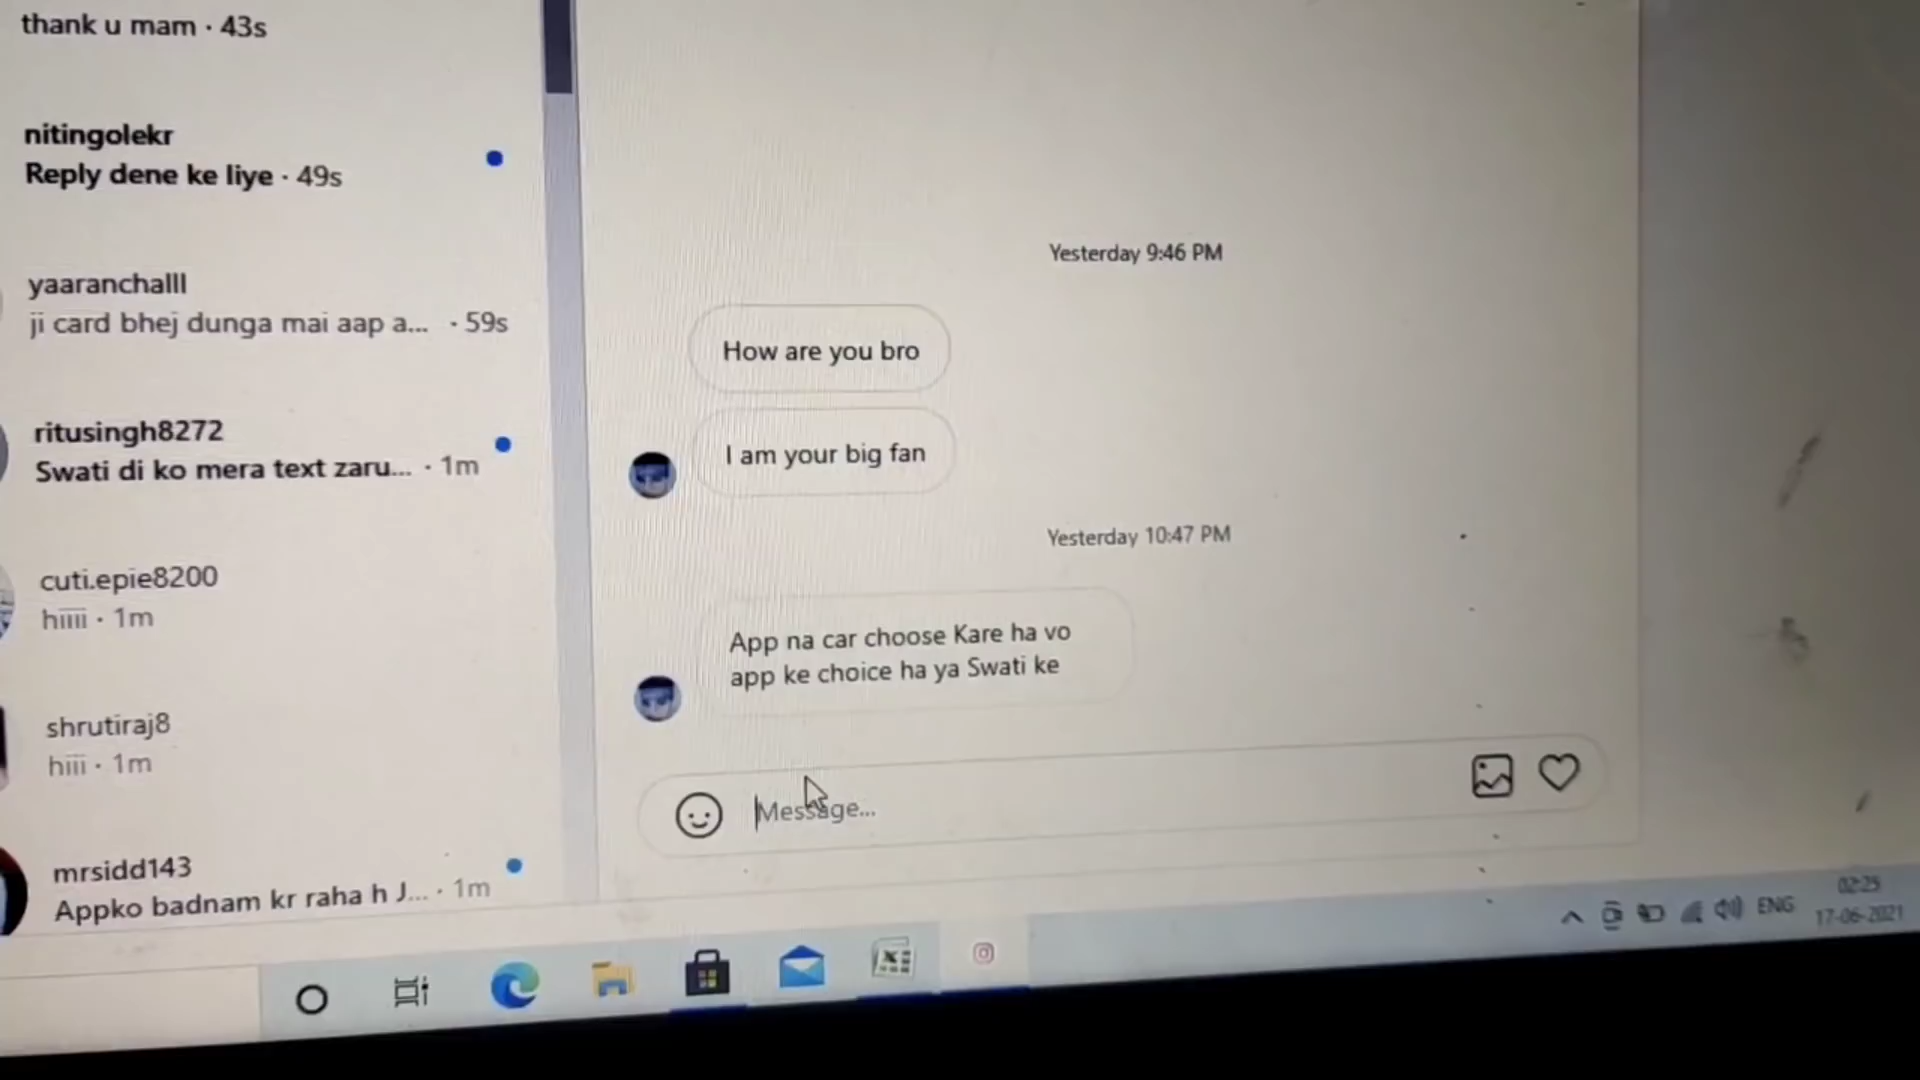 thank u mam · 43s
nitingolekr
Reply dene ke liye · 49s
yaaranchalll
ji card bhej dunga mai aap a... · 59s
ritusingh8272
Swati di ko mera text zaru... · 1m
cuti.epie8200
hiiii · 1m
shrutiraj8
hiii · 1m
mrsidd143
Appko badnam kr raha h J... · 1m
Yesterday 9:46 PM
How are you bro
I am your big fan
Yesterday 10:47 PM
App na car choose Kare ha vo
app ke choice ha ya Swati ke
Message...
ENG
02:25
17-06-2021